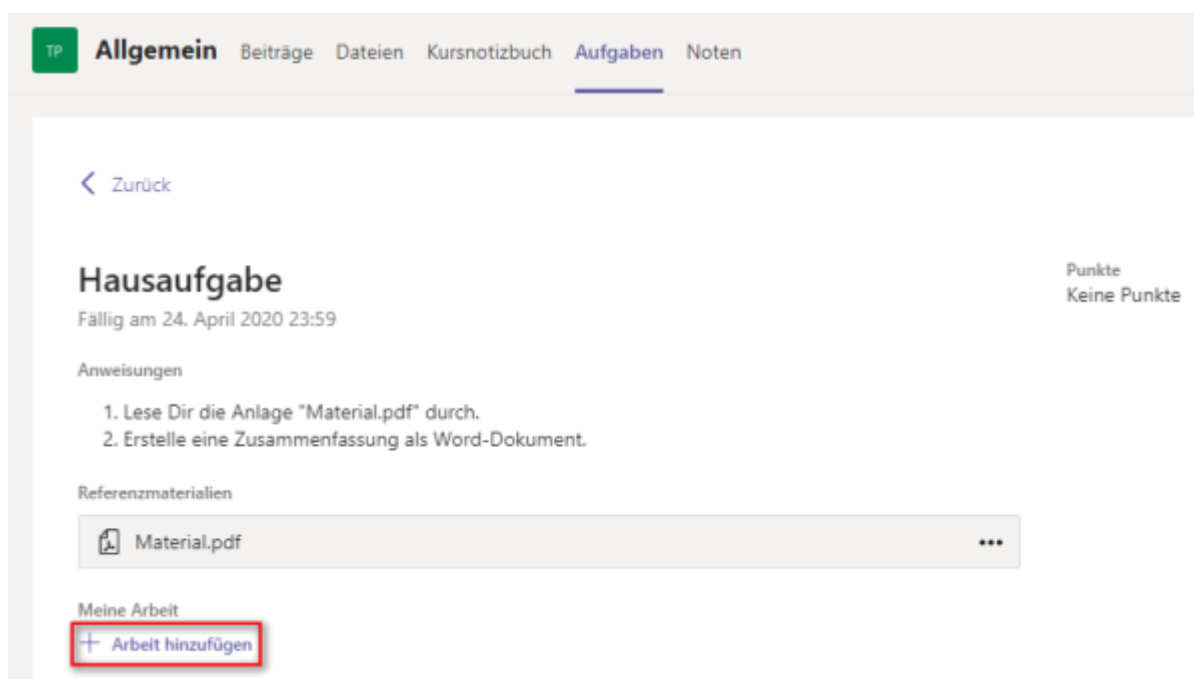 TP Allgemein Beiträge Dateien Kursnotizbuch Aufgaben Noten
Zurück
Hausaufgabe
Fällig am 24. April 2020 23:59
Punkte
Keine Punkte
Anweisungen
1. Lese Dir die Anlage "Material.pdf" durch.
2. Erstelle eine Zusammenfassung als Word-Dokument.
Referenzmaterialien
Material.pdf
Meine Arbeit
+ Arbeit hinzufügen